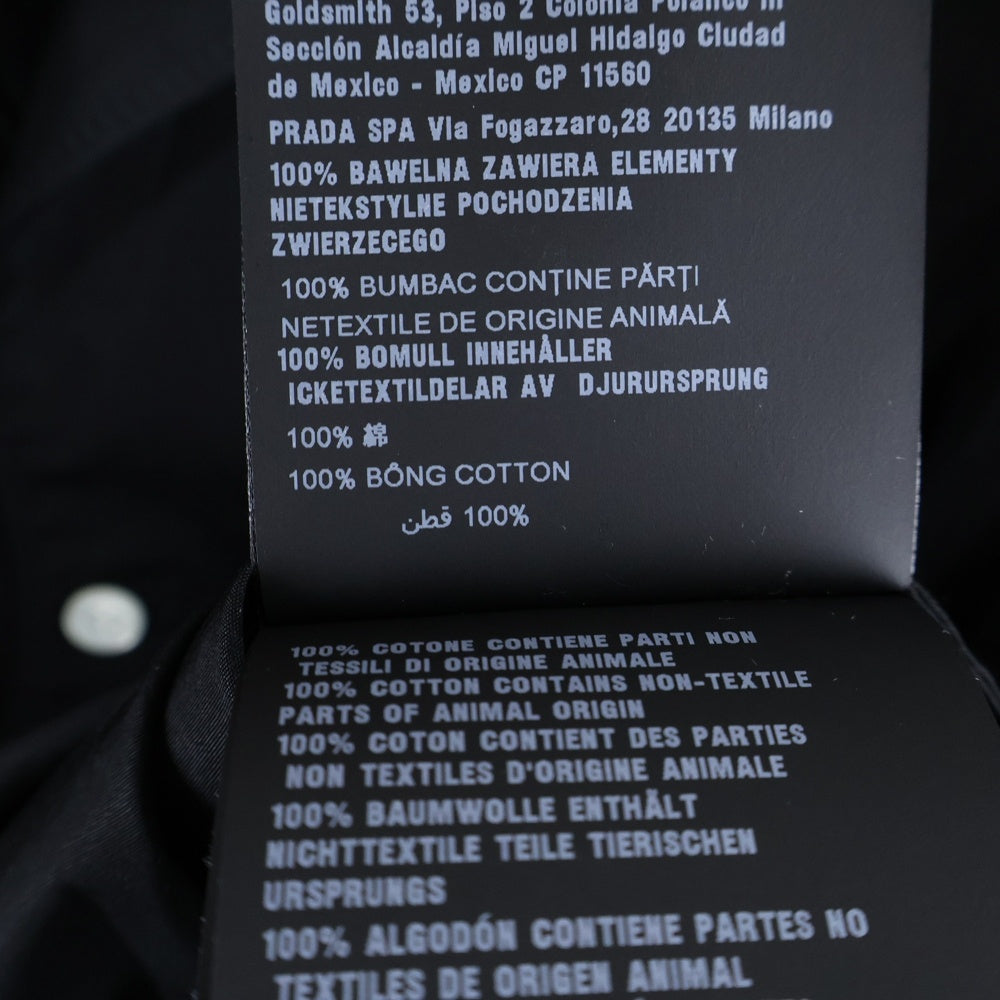 Goldsmith 53, Piso 2 Colonia Polanco III
Sección Alcaldía Miguel Hidalgo Ciudad
de Mexico - Mexico CP 11560
PRADA SPA Via Fogazzaro,28 20135 Milano
100% BAWELNA ZAWIERA ELEMENTY
NIETEKSTYLNE POCHODZENIA
ZWIERZECEGO
100% BUMBAC CONȚINE PĂRȚI
NETEXTILE DE ORIGINE ANIMALĂ
100% BOMULL INNEHÅLLER
ICKETEXTILDELAR AV DJURURSPRUNG
100% 綿
100% BÔNG COTTON
100% قطن
100% COTONE CONTIENE PARTI NON
TESSILI DI ORIGINE ANIMALE
100% COTTON CONTAINS NON-TEXTILE
PARTS OF ANIMAL ORIGIN
100% COTON CONTIENT DES PARTIES
NON TEXTILES D'ORIGINE ANIMALE
100% BAUMWOLLE ENTHÄLT
NICHTTEXTILE TEILE TIERISCHEN
URSPRUNGS
100% ALGODÓN CONTIENE PARTES NO
TEXTILES DE ORIGEN ANIMAL